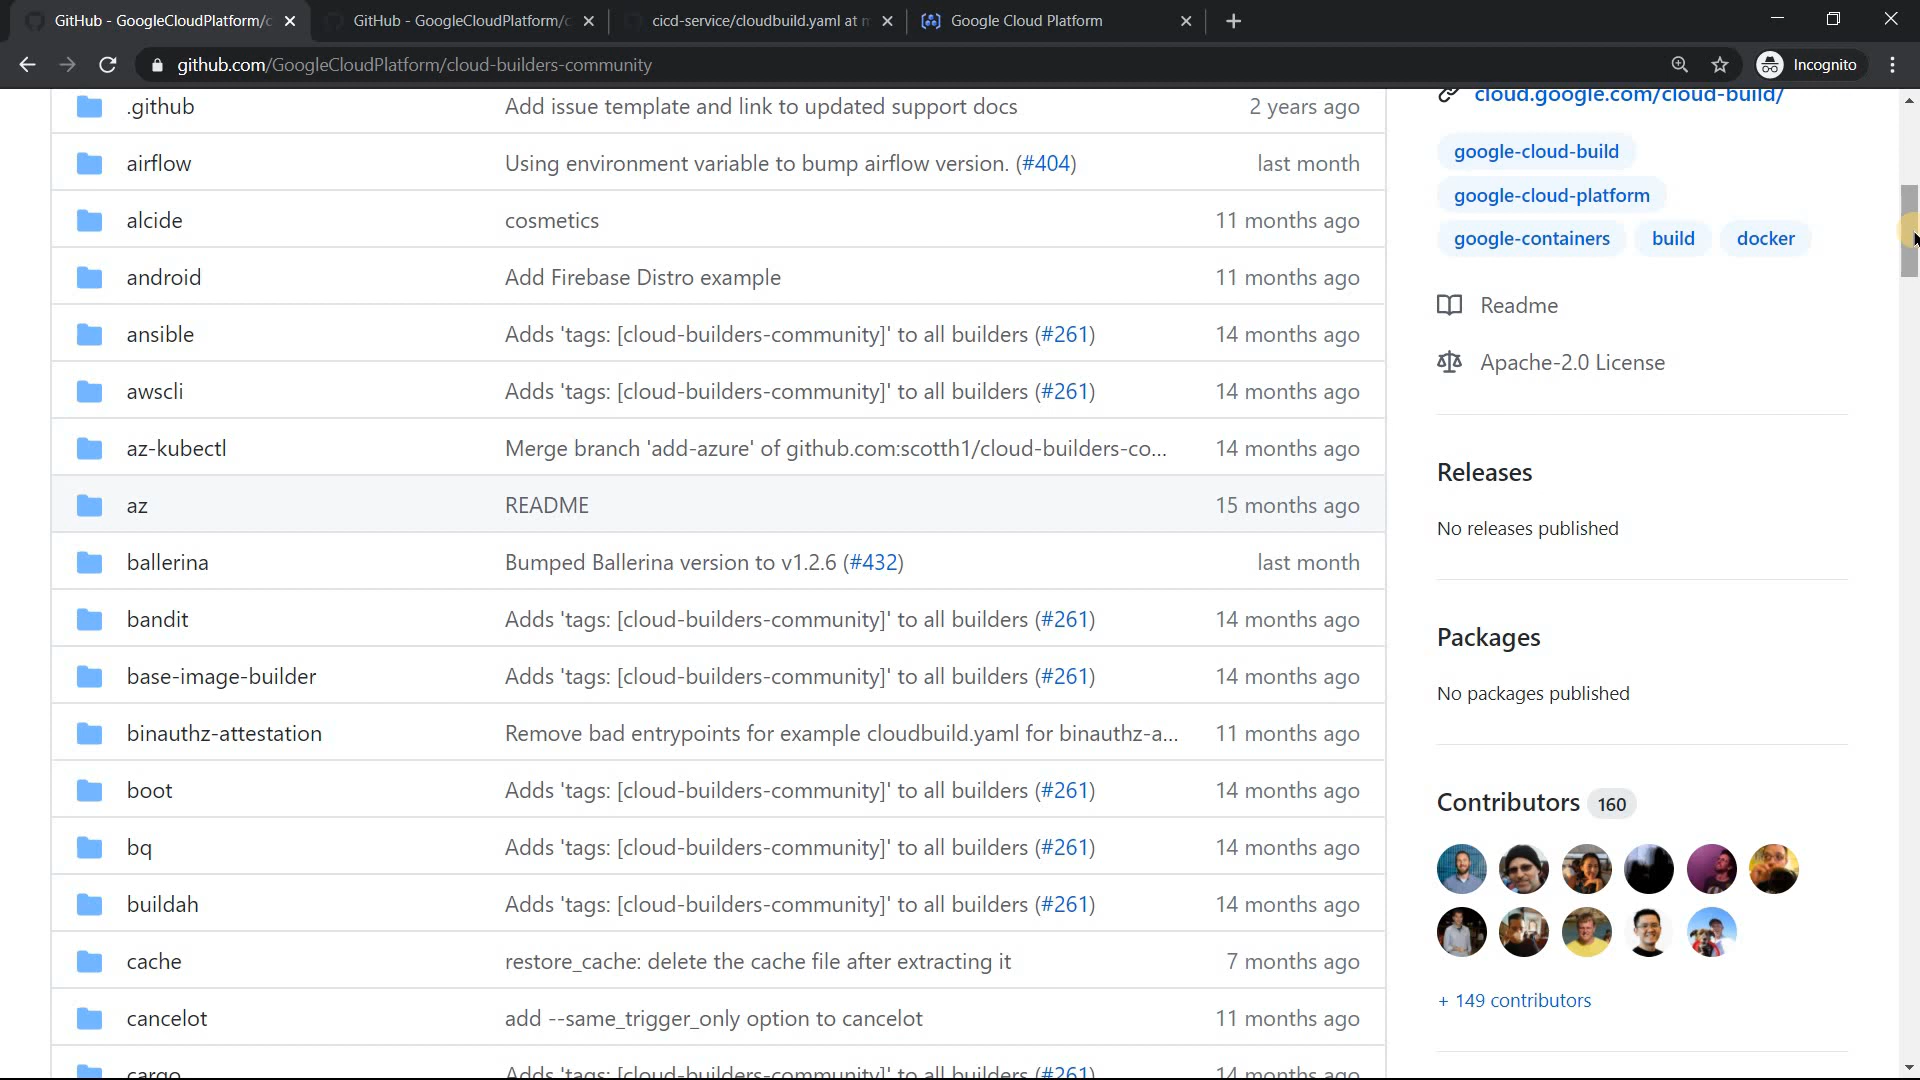 GitHub - GoogleCloudPlatform/c
GitHub - GoogleCloudPlatform/c
cicd-service/cloudbuild.yaml at m
Google Cloud Platform
github.com/GoogleCloudPlatform/cloud-builders-community
Incognito
.github Add issue template and link to updated support docs 2 years ago
airflow Using environment variable to bump airflow version. (#404) last month
alcide cosmetics 11 months ago
android Add Firebase Distro example 11 months ago
ansible Adds 'tags: [cloud-builders-community]' to all builders (#261) 14 months ago
awscli Adds 'tags: [cloud-builders-community]' to all builders (#261) 14 months ago
az-kubectl Merge branch 'add-azure' of github.com:scotth1/cloud-builders-co... 14 months ago
az README 15 months ago
ballerina Bumped Ballerina version to v1.2.6 (#432) last month
bandit Adds 'tags: [cloud-builders-community]' to all builders (#261) 14 months ago
base-image-builder Adds 'tags: [cloud-builders-community]' to all builders (#261) 14 months ago
binauthz-attestation Remove bad entrypoints for example cloudbuild.yaml for binauthz-a... 11 months ago
boot Adds 'tags: [cloud-builders-community]' to all builders (#261) 14 months ago
bq Adds 'tags: [cloud-builders-community]' to all builders (#261) 14 months ago
buildah Adds 'tags: [cloud-builders-community]' to all builders (#261) 14 months ago
cache restore_cache: delete the cache file after extracting it 7 months ago
cancelot add --same_trigger_only option to cancelot 11 months ago
cargo Adds 'tags: [cloud-builders-community]' to all builders (#261) 14 months ago
cloud.google.com/cloud-build/
google-cloud-build
google-cloud-platform
google-containers build docker
Readme
Apache-2.0 License
Releases
No releases published
Packages
No packages published
Contributors 160
+ 149 contributors